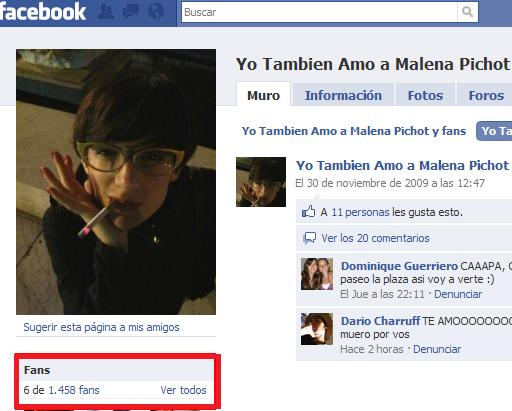 facebook
Buscar
Yo Tambien Amo a Malena Pichot
Muro Información Fotos Foros
Yo Tambien Amo a Malena Pichot y fans Yo Ta
Yo Tambien Amo a Malena Pichot
El 30 de noviembre de 2009 a las 12:47
A 11 personas les gusta esto.
Ver los 20 comentarios
Dominique Guerriero CAAAPA, C
paseo la plaza asi voy a verte :)
El Jue a las 22:11 · Denunciar
Dario Charruff TE AMOOOOOOOO
muero por vos
Hace 2 horas · Denunciar
Sugerir esta página a mis amigos
Fans
6 de 1.458 fans Ver todos